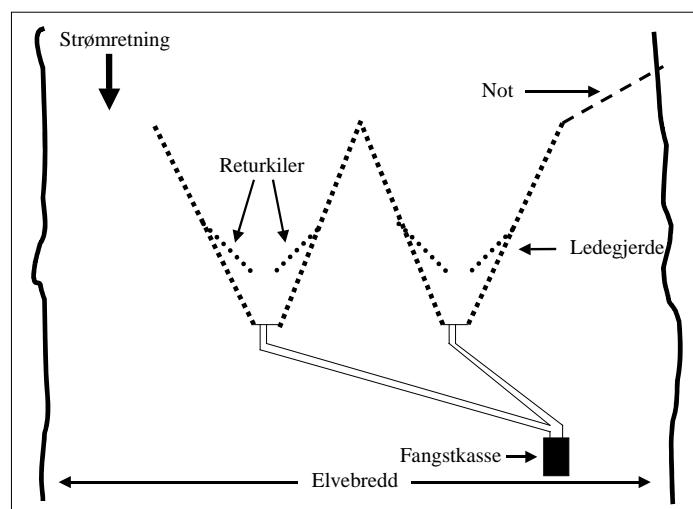 Strømretning
Not
Returkiler
Ledegjerde
Fangstkasse
Elvebredd